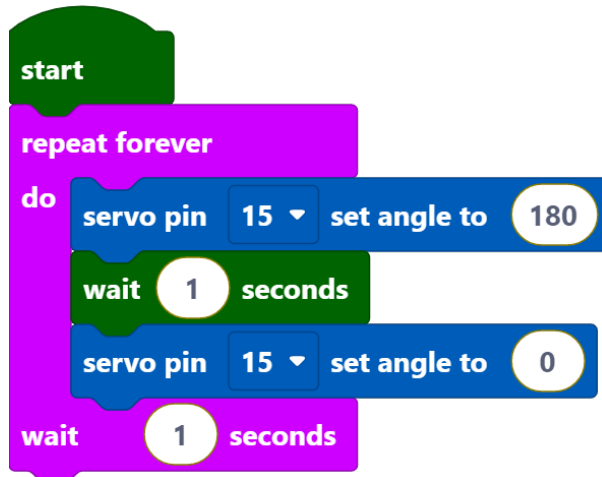 start
repeat forever
do
servo pin 15 set angle to 180
wait 1 seconds
servo pin 15 set angle to 0
wait 1 seconds